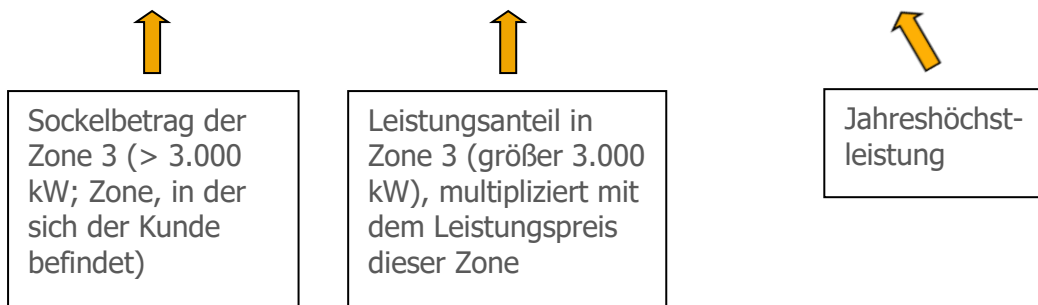 Sockelbetrag der
Zone 3 (> 3.000
kW; Zone, in der
sich der Kunde
befindet)
Leistungsanteil in
Zone 3 (größer 3.000
kW), multipliziert mit
dem Leistungspreis
dieser Zone
Jahreshöchst-
leistung